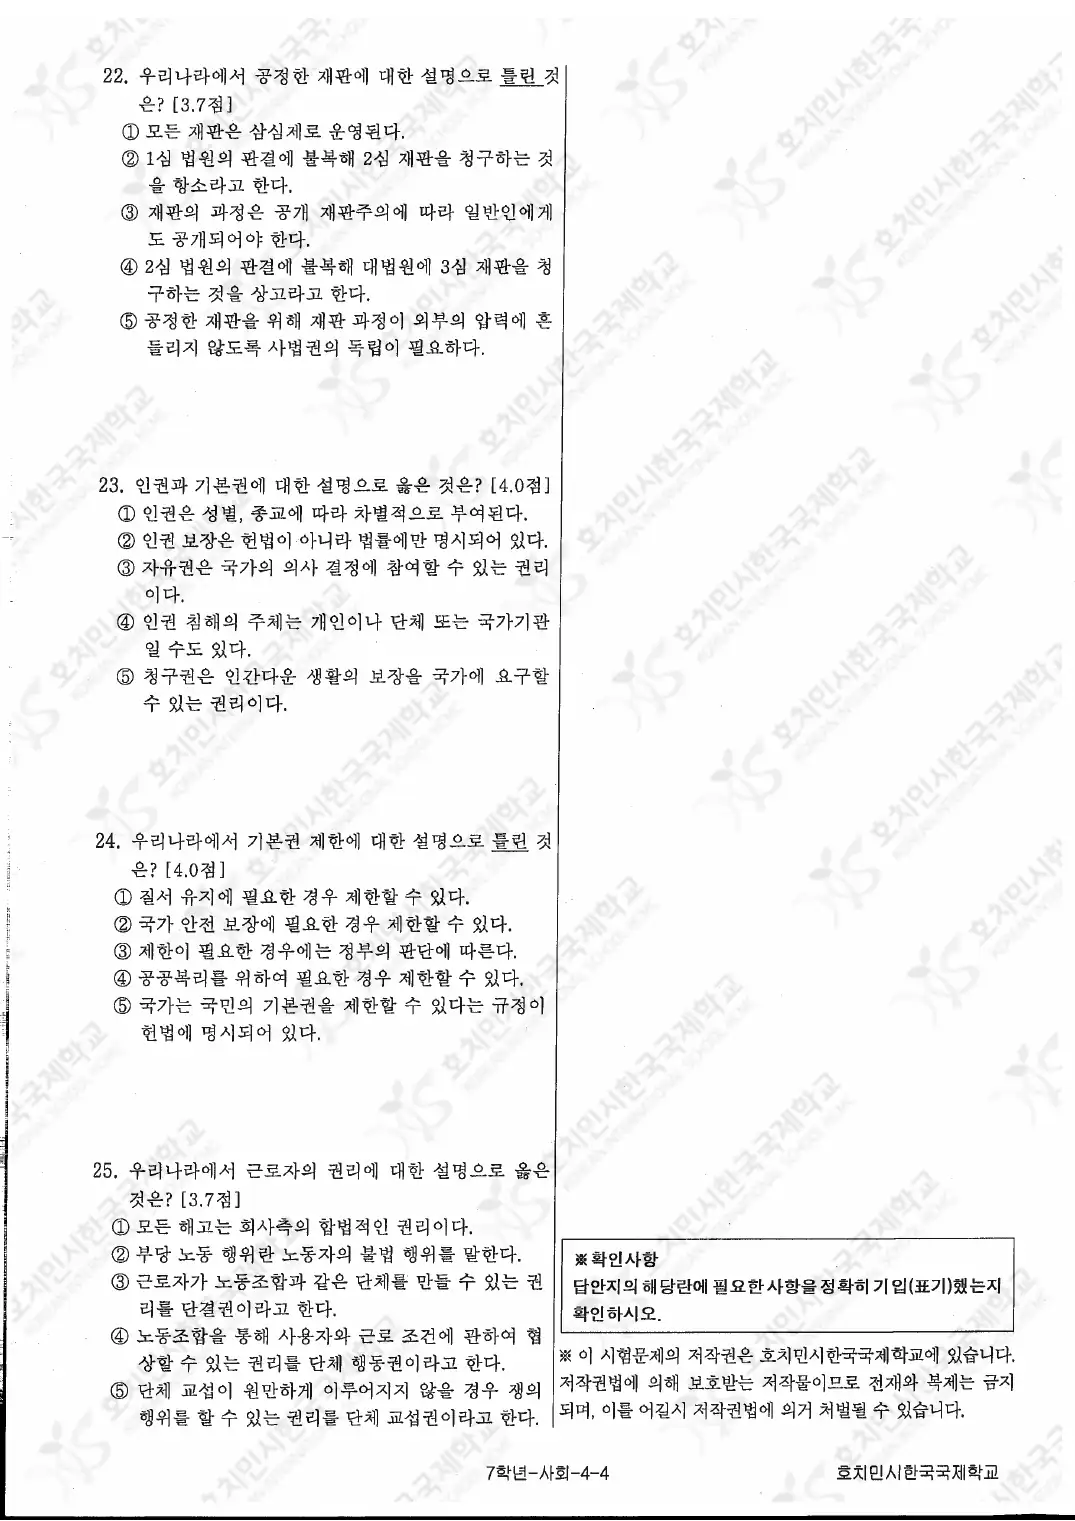 22. 우리나라에서 공정한 재판에 대한 설명으로 틀린 것
은? [3.7점]
① 모든 재판은 삼심제로 운영된다.
② 1심 법원의 판결에 불복해 2심 재판을 청구하는 것
을 항소라고 한다.
③ 재판의 과정은 공개 재판주의에 따라 일반인에게
도 공개되어야 한다.
④ 2심 법원의 판결에 불복해 대법원에 3심 재판을 청
구하는 것을 상고라고 한다.
⑤ 공정한 재판을 위해 재판 과정이 외부의 압력에 흔
들리지 않도록 사법권의 독립이 필요하다.
23. 인권과 기본권에 대한 설명으로 옳은 것은? [4.0점]
① 인권은 성별, 종교에 따라 차별적으로 부여된다.
② 인권 보장은 헌법이 아니라 법률에만 명시되어 있다.
③ 자유권은 국가의 의사 결정에 참여할 수 있는 권리
이다.
④ 인권 침해의 주체는 개인이나 단체 또는 국가기관
일 수도 있다.
⑤ 청구권은 인간다운 생활의 보장을 국가에 요구할
수 있는 권리이다.
24. 우리나라에서 기본권 제한에 대한 설명으로 틀린 것
은? [4.0점]
① 질서 유지에 필요한 경우 제한할 수 있다.
② 국가 안전 보장에 필요한 경우 제한할 수 있다.
③ 제한이 필요한 경우에는 정부의 판단에 따른다.
④ 공공복리를 위하여 필요한 경우 제한할 수 있다.
⑤ 국가는 국민의 기본권을 제한할 수 있다는 규정이
헌법에 명시되어 있다.
25. 우리나라에서 근로자의 권리에 대한 설명으로 옳은
것은? [3.7점]
① 모든 해고는 회사측의 합법적인 권리이다.
② 부당 노동 행위란 노동자의 불법 행위를 말한다.
③ 근로자가 노동조합과 같은 단체를 만들 수 있는 권
리를 단결권이라고 한다.
④ 노동조합을 통해 사용자와 근로 조건에 관하여 협
상할 수 있는 권리를 단체 행동권이라고 한다.
⑤ 단체 교섭이 원만하게 이루어지지 않을 경우 쟁의
행위를 할 수 있는 권리를 단체 교섭권이라고 한다.
※확인사항
답안지의 해당란에 필요한 사항을 정확히 기입(표기)했는지
확인하시오.
※ 이 시험문제의 저작권은 호치민시한국국제학교에 있습니다.
저작권법에 의해 보호받는 저작물이므로 전재와 복제는 금지
되며, 이를 어길시 저작권법에 의거 처벌될 수 있습니다.
7학년-사회-4-4
호치민시한국국제학교